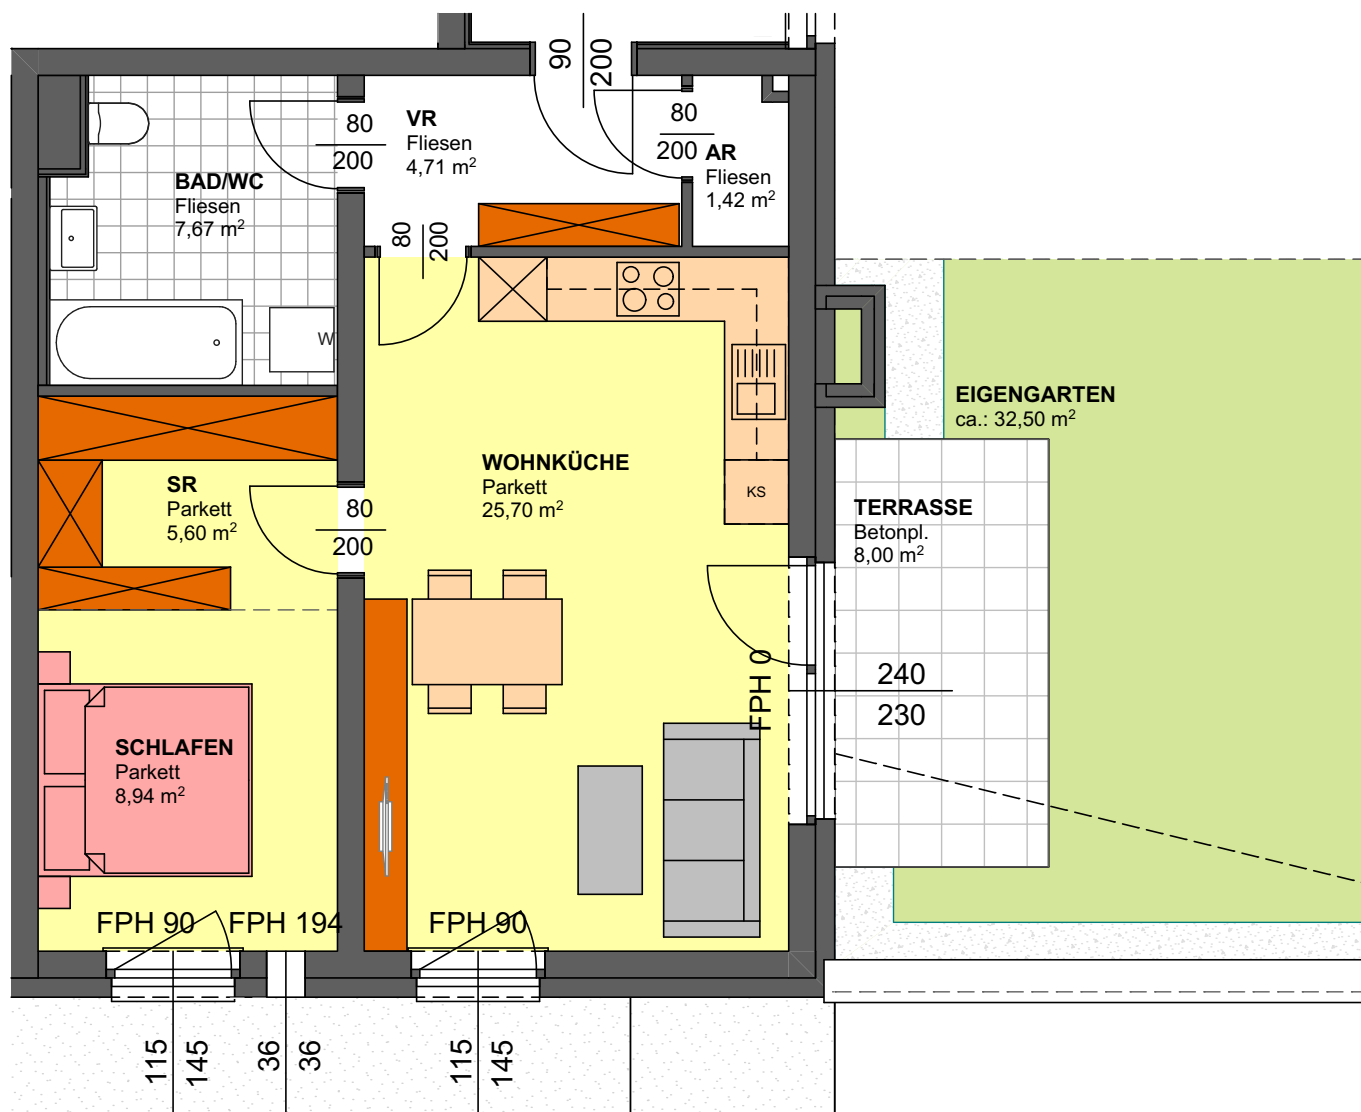 90
200
80
200
VR
Fliesen
4,71 m²
80
200
AR
Fliesen
1,42 m²
BAD/WC
Fliesen
7,67 m²
80
200
W
EIGENGARTEN
ca.: 32,50 m²
WOHNKÜCHE
Parkett
25,70 m²
KS
SR
Parkett
5,60 m²
80
200
TERRASSE
Betonpl.
8,00 m²
FPH 0
240
230
SCHLAFEN
Parkett
8,94 m²
FPH 90
FPH 194
FPH 90
115
145
36
36
115
145